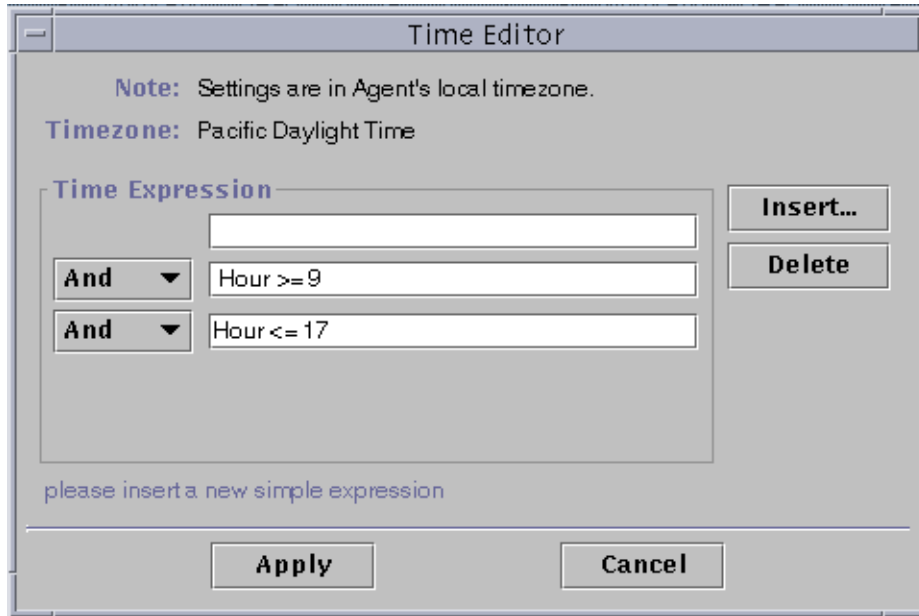 Time Editor
Note: Settings are in Agent's local timezone.
Timezone: Pacific Daylight Time
Time Expression
Insert...
And Hour >= 9
Delete
And Hour <= 17
please insert a new simple expression
Apply Cancel